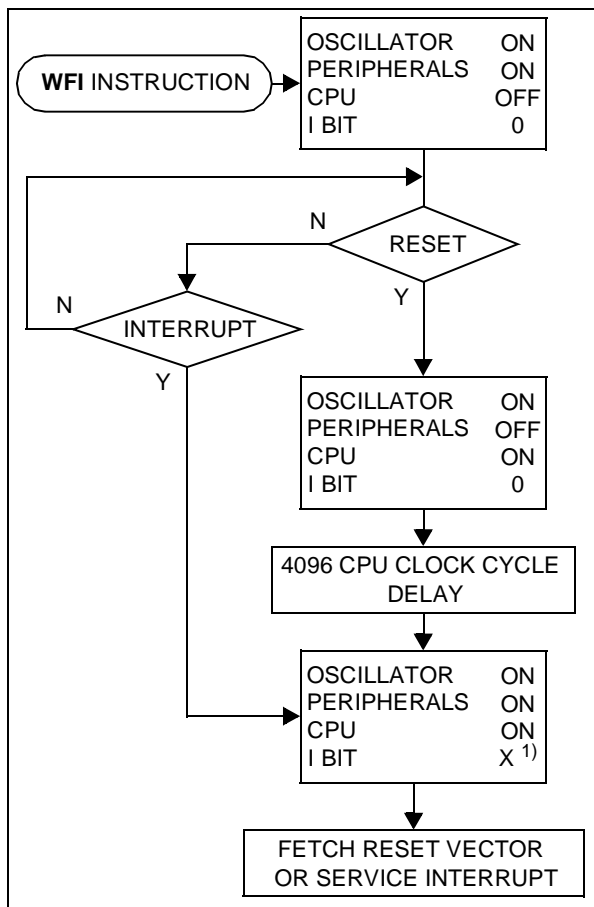 WFI INSTRUCTION
OSCILLATOR ON
PERIPHERALS ON
CPU OFF
I BIT 0
N
RESET
Y
N
INTERRUPT
Y
OSCILLATOR ON
PERIPHERALS OFF
CPU ON
I BIT 0
4096 CPU CLOCK CYCLE
DELAY
OSCILLATOR ON
PERIPHERALS ON
CPU ON
I BIT X 1)
FETCH RESET VECTOR
OR SERVICE INTERRUPT